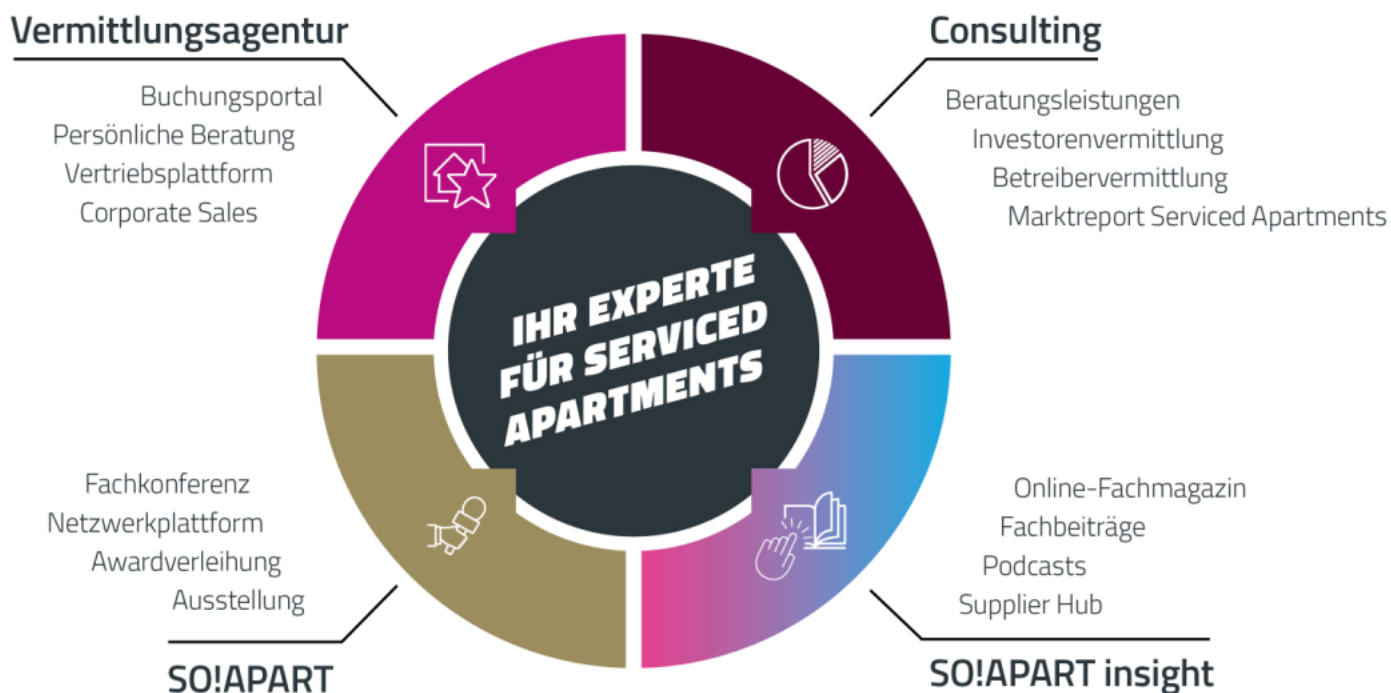 Vermittlungsagentur
Buchungsportal
Persönliche Beratung
Vertriebsplattform
Corporate Sales
Consulting
Beratungsleistungen
Investorenvermittlung
Betreibervermittlung
Marktreport Serviced Apartments
IHR EXPERTE
FÜR SERVICED
APARTMENTS
Fachkonferenz
Netzwerkplattform
Awardverleihung
Ausstellung
SO!APART
Online-Fachmagazin
Fachbeiträge
Podcasts
Supplier Hub
SO!APART insight